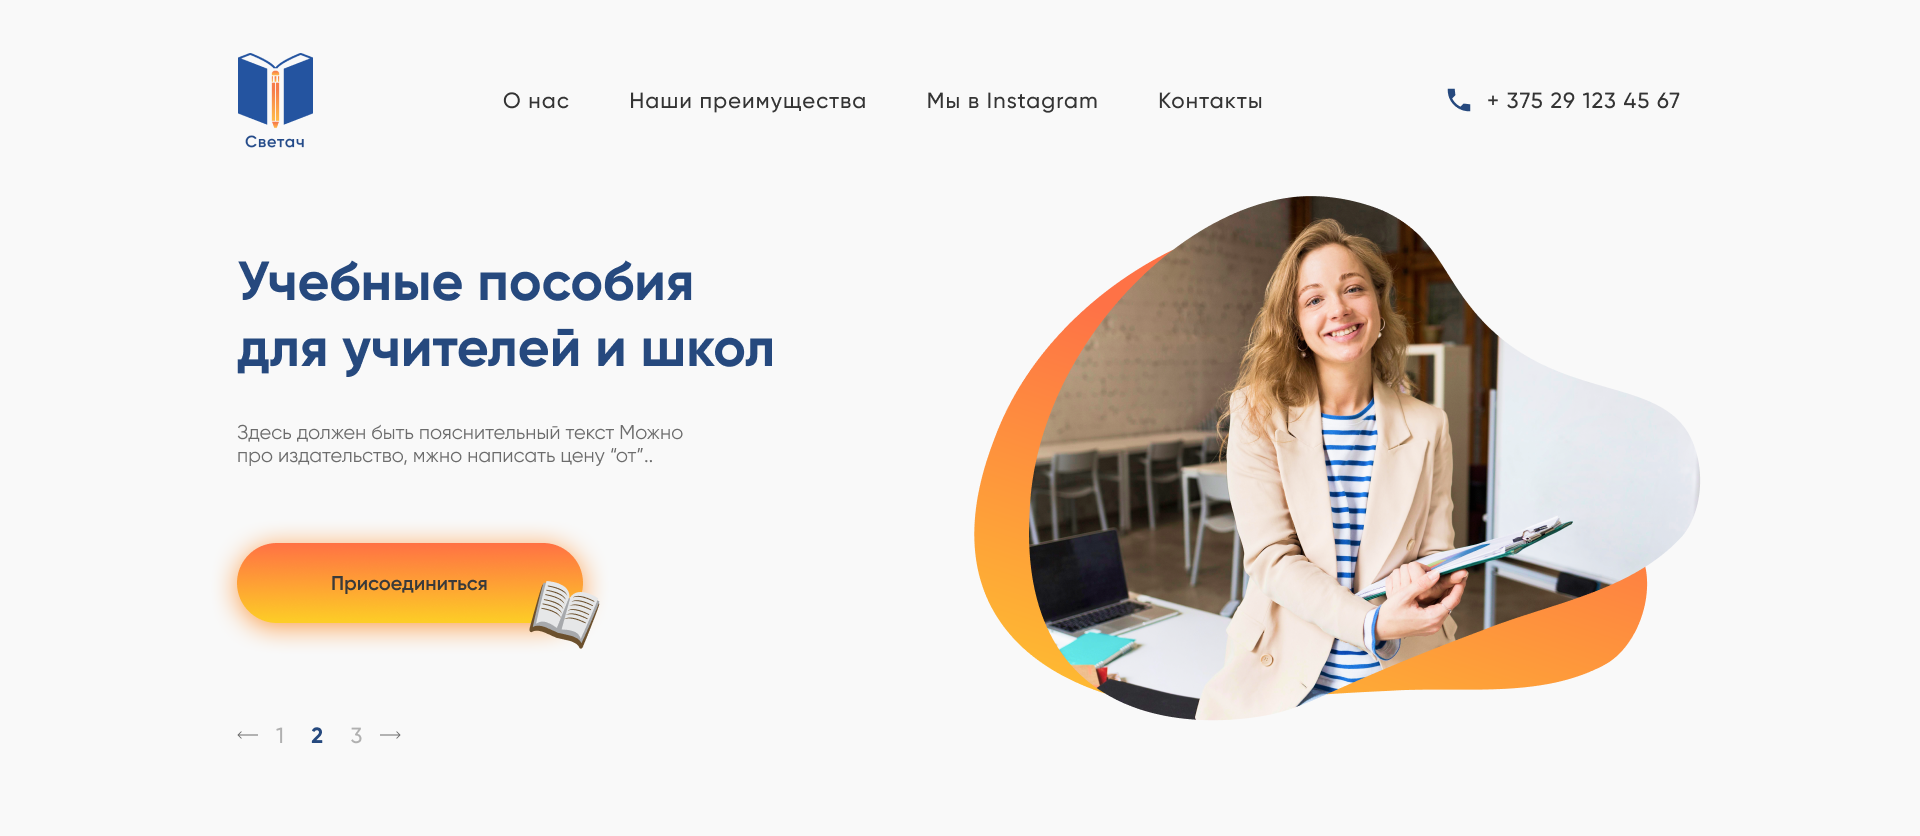 Светач
О нас
Наши преимущества
Мы в Instagram
Контакты
+ 375 29 123 45 67
Учебные пособия
для учителей и школ
Здесь должен быть пояснительный текст Можно
про издательство, мжно написать цену “от”..
Присоединиться
1 2 3